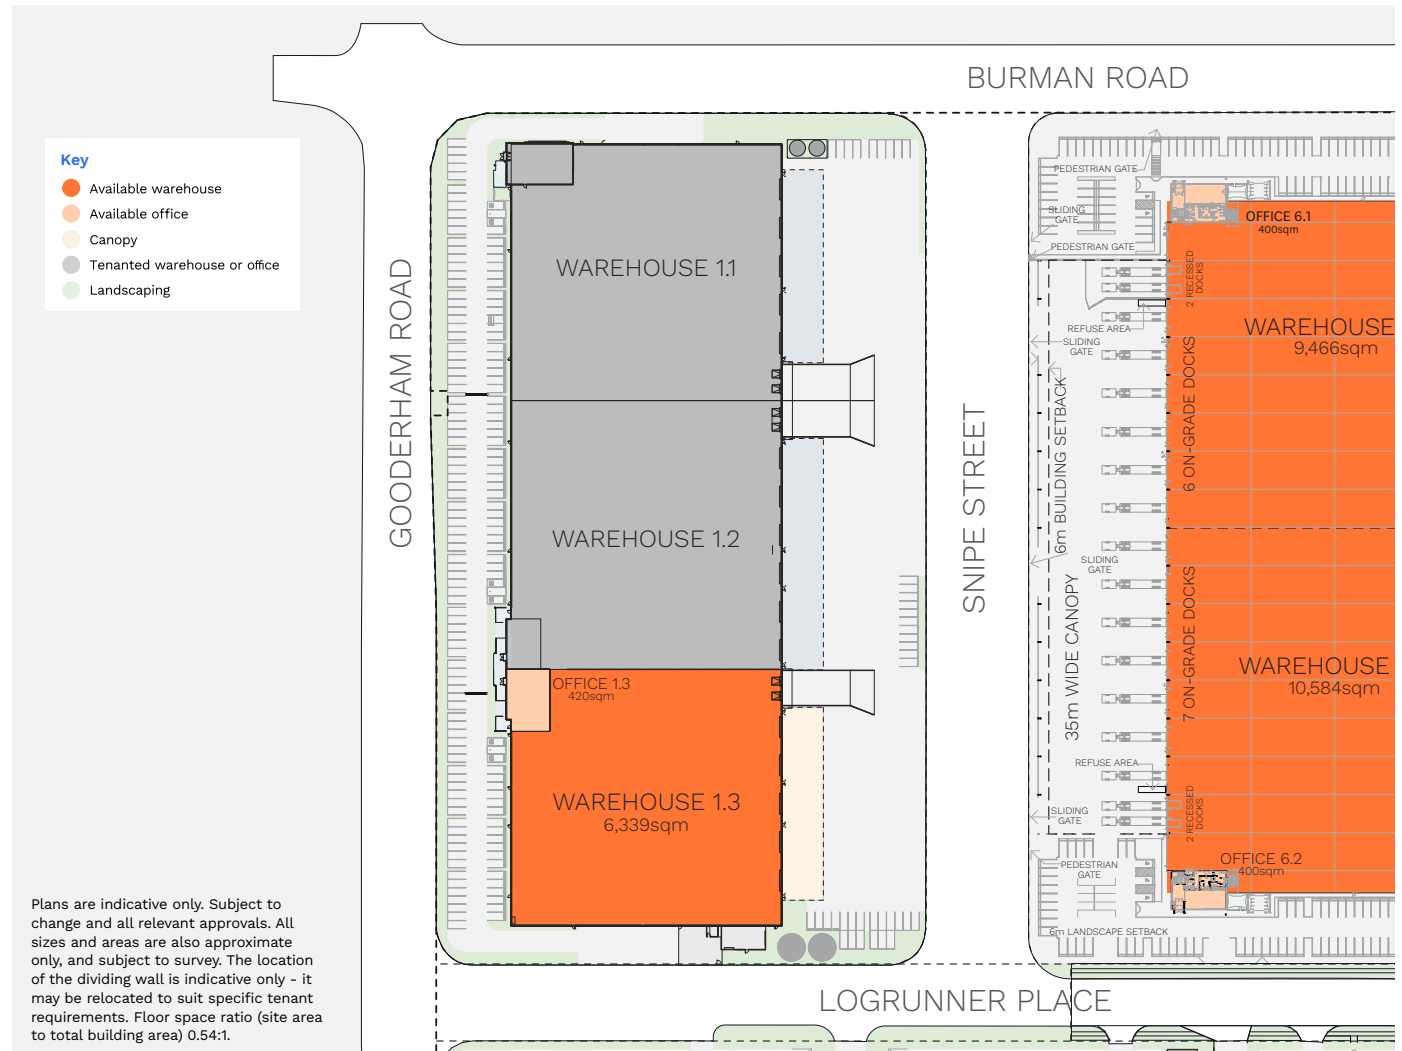 BURMAN ROAD
Key
Available warehouse
Available office
Canopy
Tenanted warehouse or office
Landscaping
GOODERHAM ROAD
WAREHOUSE 1.1
WAREHOUSE 1.2
OFFICE 1.3
420sqm
WAREHOUSE 1.3
6,339sqm
SNIPE STREET
PEDESTRIAN GATE
SLIDING
GATE
PEDESTRIAN GATE
OFFICE 6.1
400sqm
2 RECESSED
DOCKS
REFUSE AREA
SLIDING
GATE
WAREHOUSE
9,466sqm
6 ON-GRADE DOCKS
6m BUILDING SETBACK
SLIDING
GATE
35m WIDE CANOPY
7 ON-GRADE DOCKS
WAREHOUSE
10,584sqm
REFUSE AREA
2 RECESSED
DOCKS
SLIDING
GATE
PEDESTRIAN
GATE
OFFICE 6.2
400sqm
6m LANDSCAPE SETBACK
LOGRUNNER PLACE
Plans are indicative only. Subject to
change and all relevant approvals. All
sizes and areas are also approximate
only, and subject to survey. The location
of the dividing wall is indicative only - it
may be relocated to suit specific tenant
requirements. Floor space ratio (site area
to total building area) 0.54:1.